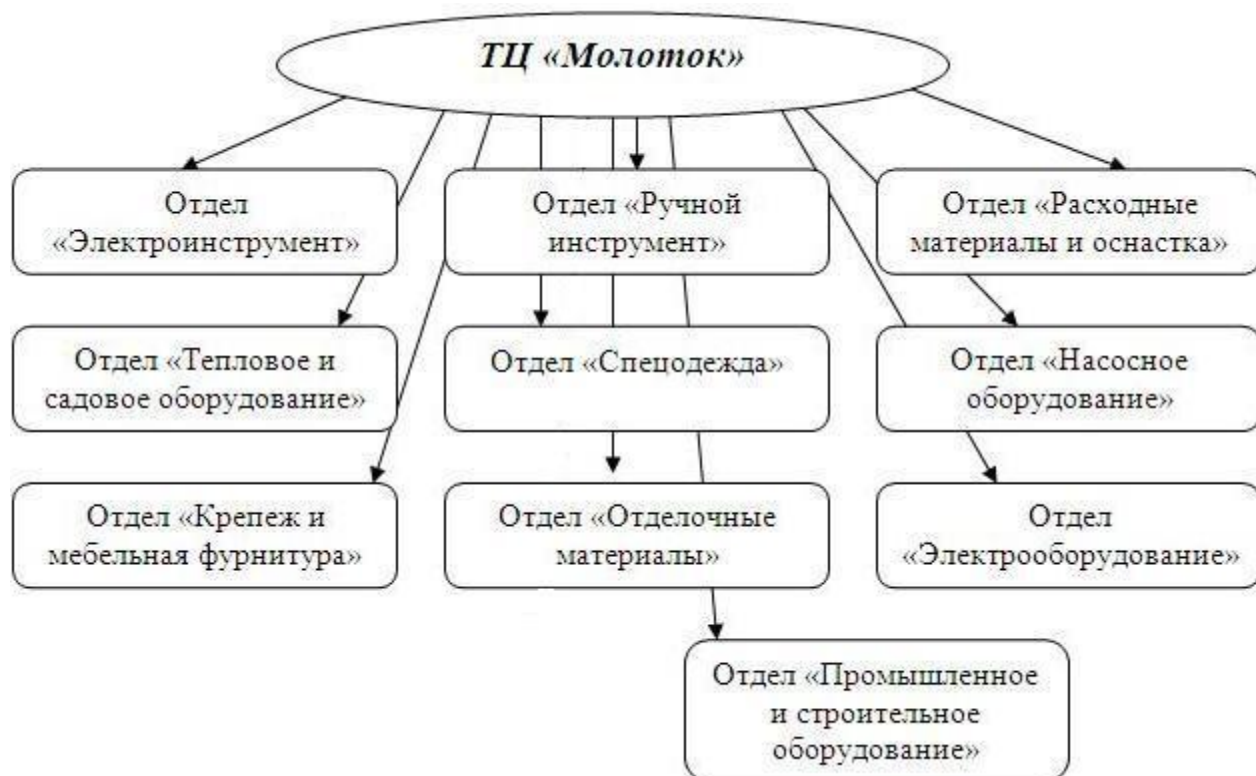 ТЦ «Молоток»
Отдел
«Электроинструмент»
Отдел «Ручной
инструмент»
Отдел «Расходные
материалы и оснастка»
Отдел «Тепловое и
садовое оборудование»
Отдел «Спецодежда»
Отдел «Насосное
оборудование»
Отдел «Крепеж и
мебельная фурнитура»
Отдел «Отделочные
материалы»
Отдел
«Электрооборудование»
Отдел «Промышленное
и строительное
оборудование»